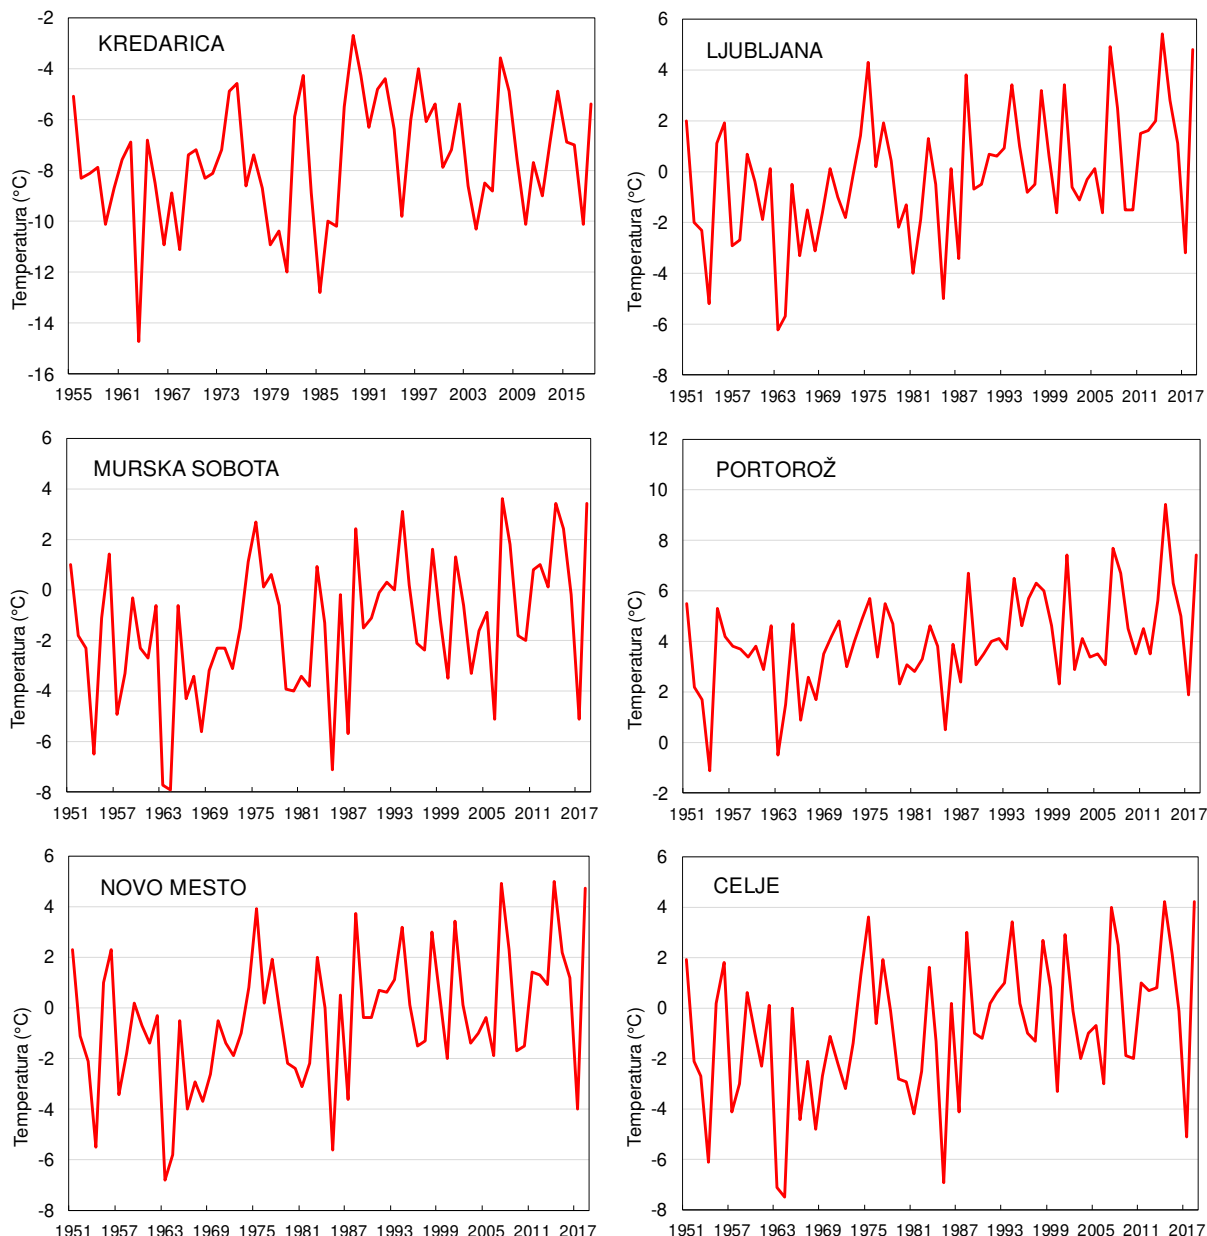 KREDARICA
Temperatura (°C)
-2
-4
-6
-8
-10
-12
-14
-16
1955 1961 1967 1973 1979 1985 1991 1997 2003 2009 2015
LJUBLJANA
Temperatura (°C)
6
4
2
0
-2
-4
-6
-8
1951 1957 1963 1969 1975 1981 1987 1993 1999 2005 2011 2017
MURSKA SOBOTA
Temperatura (°C)
6
4
2
0
-2
-4
-6
-8
1951 1957 1963 1969 1975 1981 1987 1993 1999 2005 2011 2017
PORTOROŽ
Temperatura (°C)
12
10
8
6
4
2
0
-2
1951 1957 1963 1969 1975 1981 1987 1993 1999 2005 2011 2017
NOVO MESTO
Temperatura (°C)
6
4
2
0
-2
-4
-6
-8
1951 1957 1963 1969 1975 1981 1987 1993 1999 2005 2011 2017
CELJE
Temperatura (°C)
6
4
2
0
-2
-4
-6
-8
1951 1957 1963 1969 1975 1981 1987 1993 1999 2005 2011 2017